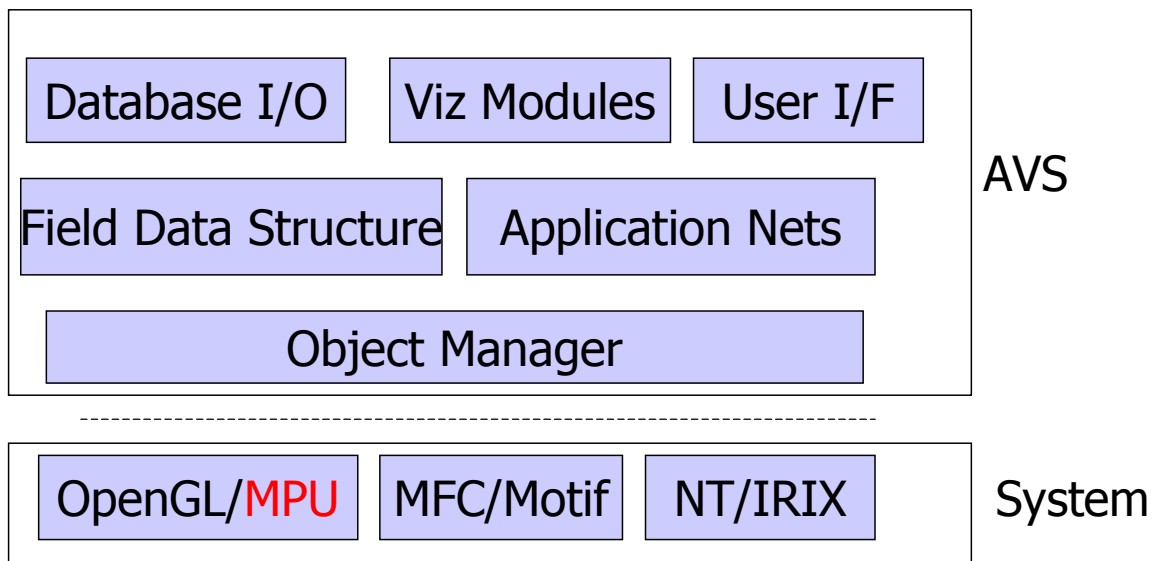 Database I/O
Viz Modules
User I/F
AVS
Field Data Structure
Application Nets
Object Manager
OpenGL/MPU
MFC/Motif
NT/IRIX
System